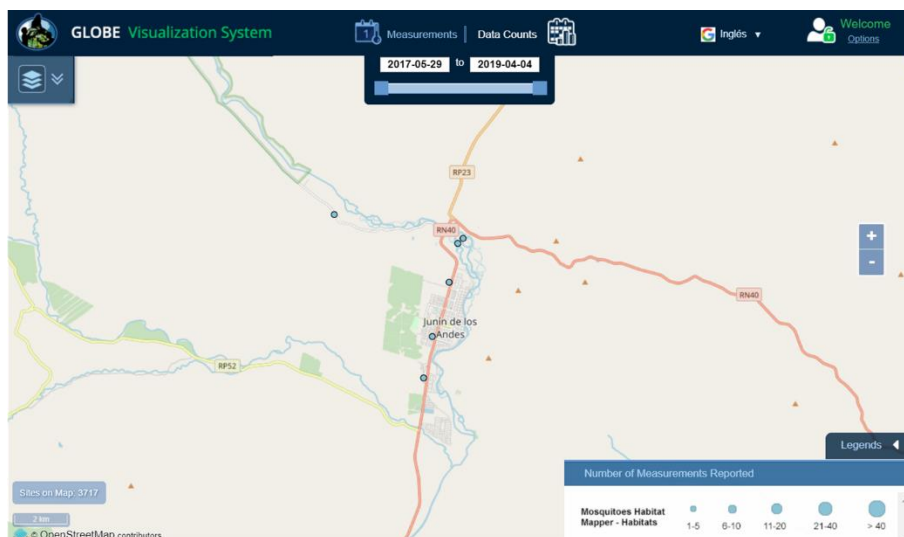 GLOBE Visualization System
Measurements
Data Counts
Inglés
Welcome
Options
2017-05-29 to 2019-04-04
RP23
RN40
RN40
Junín de los
Andes
RP52
Legends
Number of Measurements Reported
Sites on Map: 3717
Mosquitoes Habitat
Mapper - Habitats
1-5 6-10 11-20 21-40 > 40
2 km
© OpenStreetMap contributors